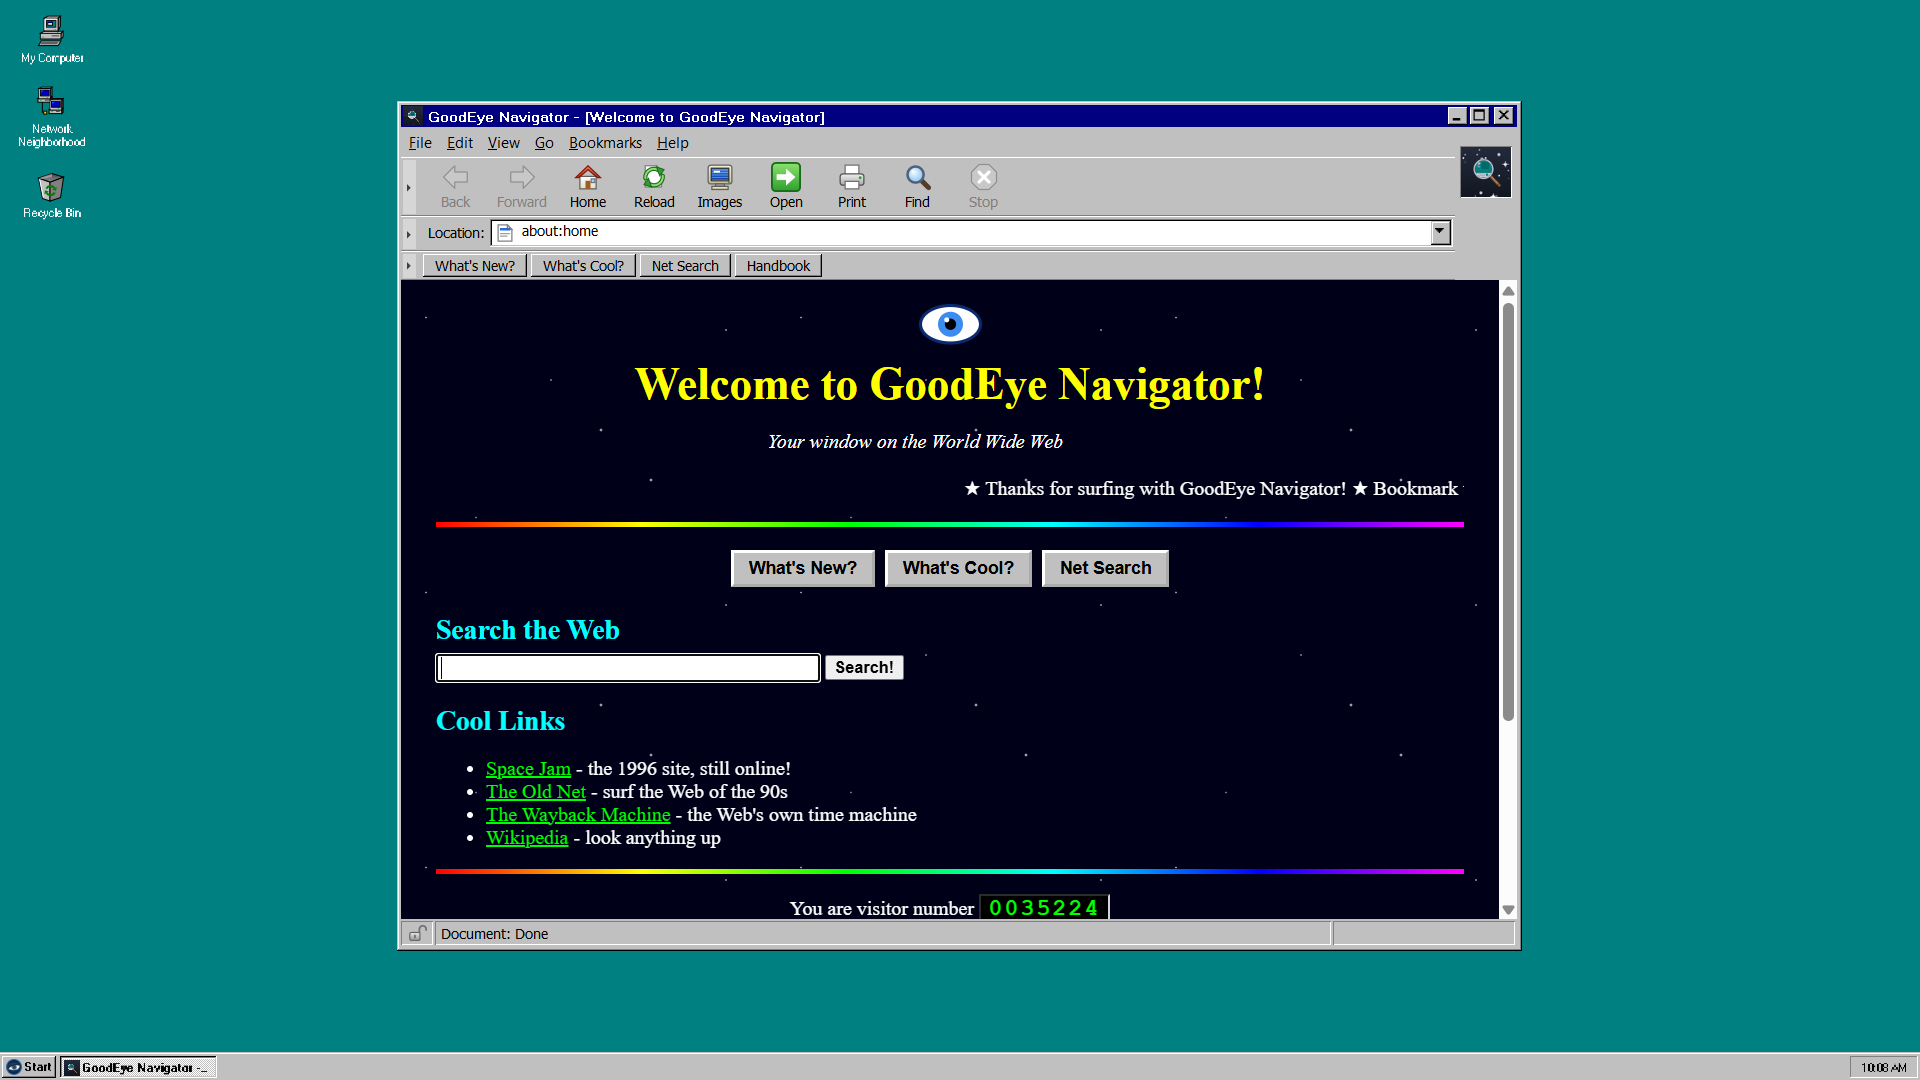 My Computer
Network
Neighborhood
Recycle Bin
GoodEye Navigator - [Welcome to GoodEye Navigator]
File Edit View Go Bookmarks Help
Back Forward Home Reload Images Open Print Find Stop
Location: about:home
What's New? What's Cool? Net Search Handbook
Welcome to GoodEye Navigator!
Your window on the World Wide Web
★ Thanks for surfing with GoodEye Navigator! ★ Bookmark
What's New? What's Cool? Net Search
Search the Web
Search!
Cool Links
Space Jam - the 1996 site, still online!
The Old Net - surf the Web of the 90s
The Wayback Machine - the Web's own time machine
Wikipedia - look anything up
You are visitor number 0035224
Document: Done
Start GoodEye Navigator -... 10:08 AM